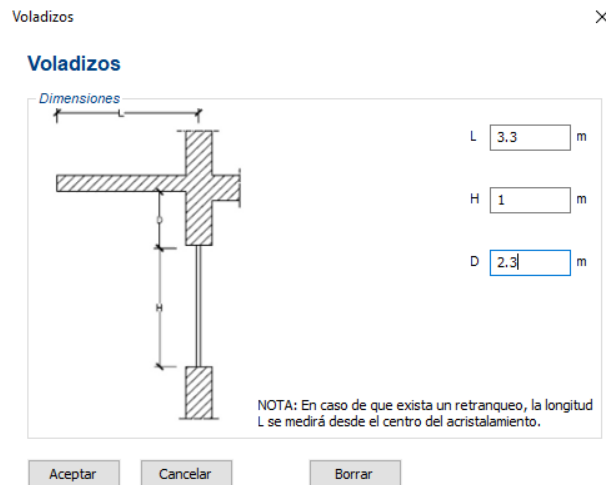 Voladizos
Voladizos
Dimensiones
L
D
H
L 3.3 m
H 1 m
D 2.3 m
NOTA: En caso de que exista un retranqueo, la longitud
L se medirá desde el centro del acristalamiento.
Aceptar Cancelar Borrar